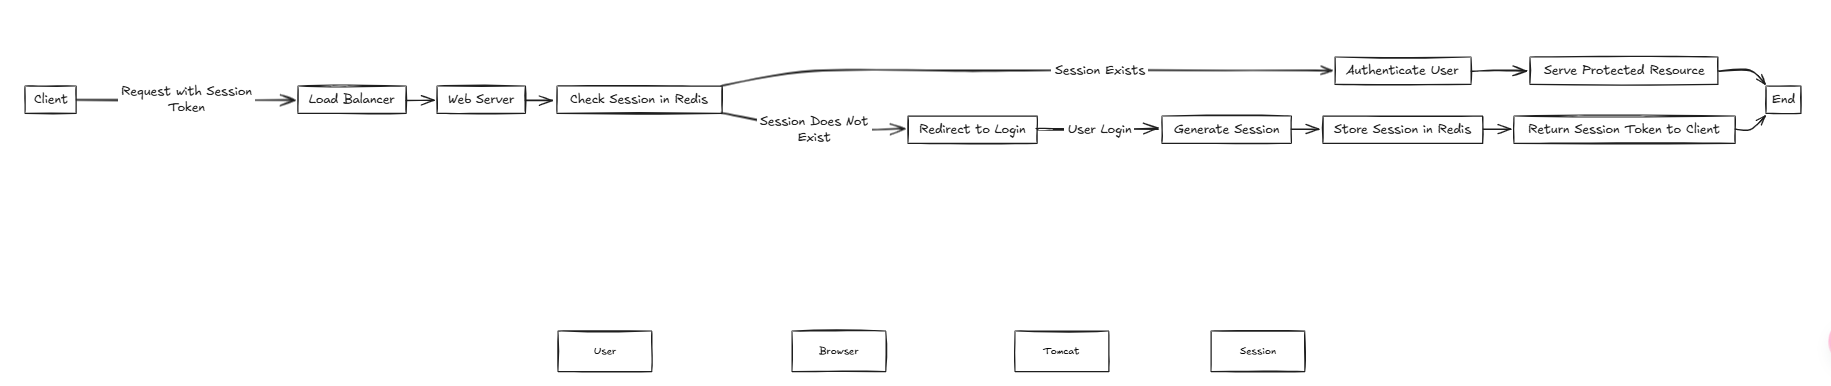 Client
Request with Session
Token
Load Balancer
Web Server
Check Session in Redis
Session Exists
Authenticate User
Serve Protected Resource
Session Does Not
Exist
Redirect to Login
User Login
Generate Session
Store Session in Redis
Return Session Token to Client
End
User
Browser
Tomcat
Session